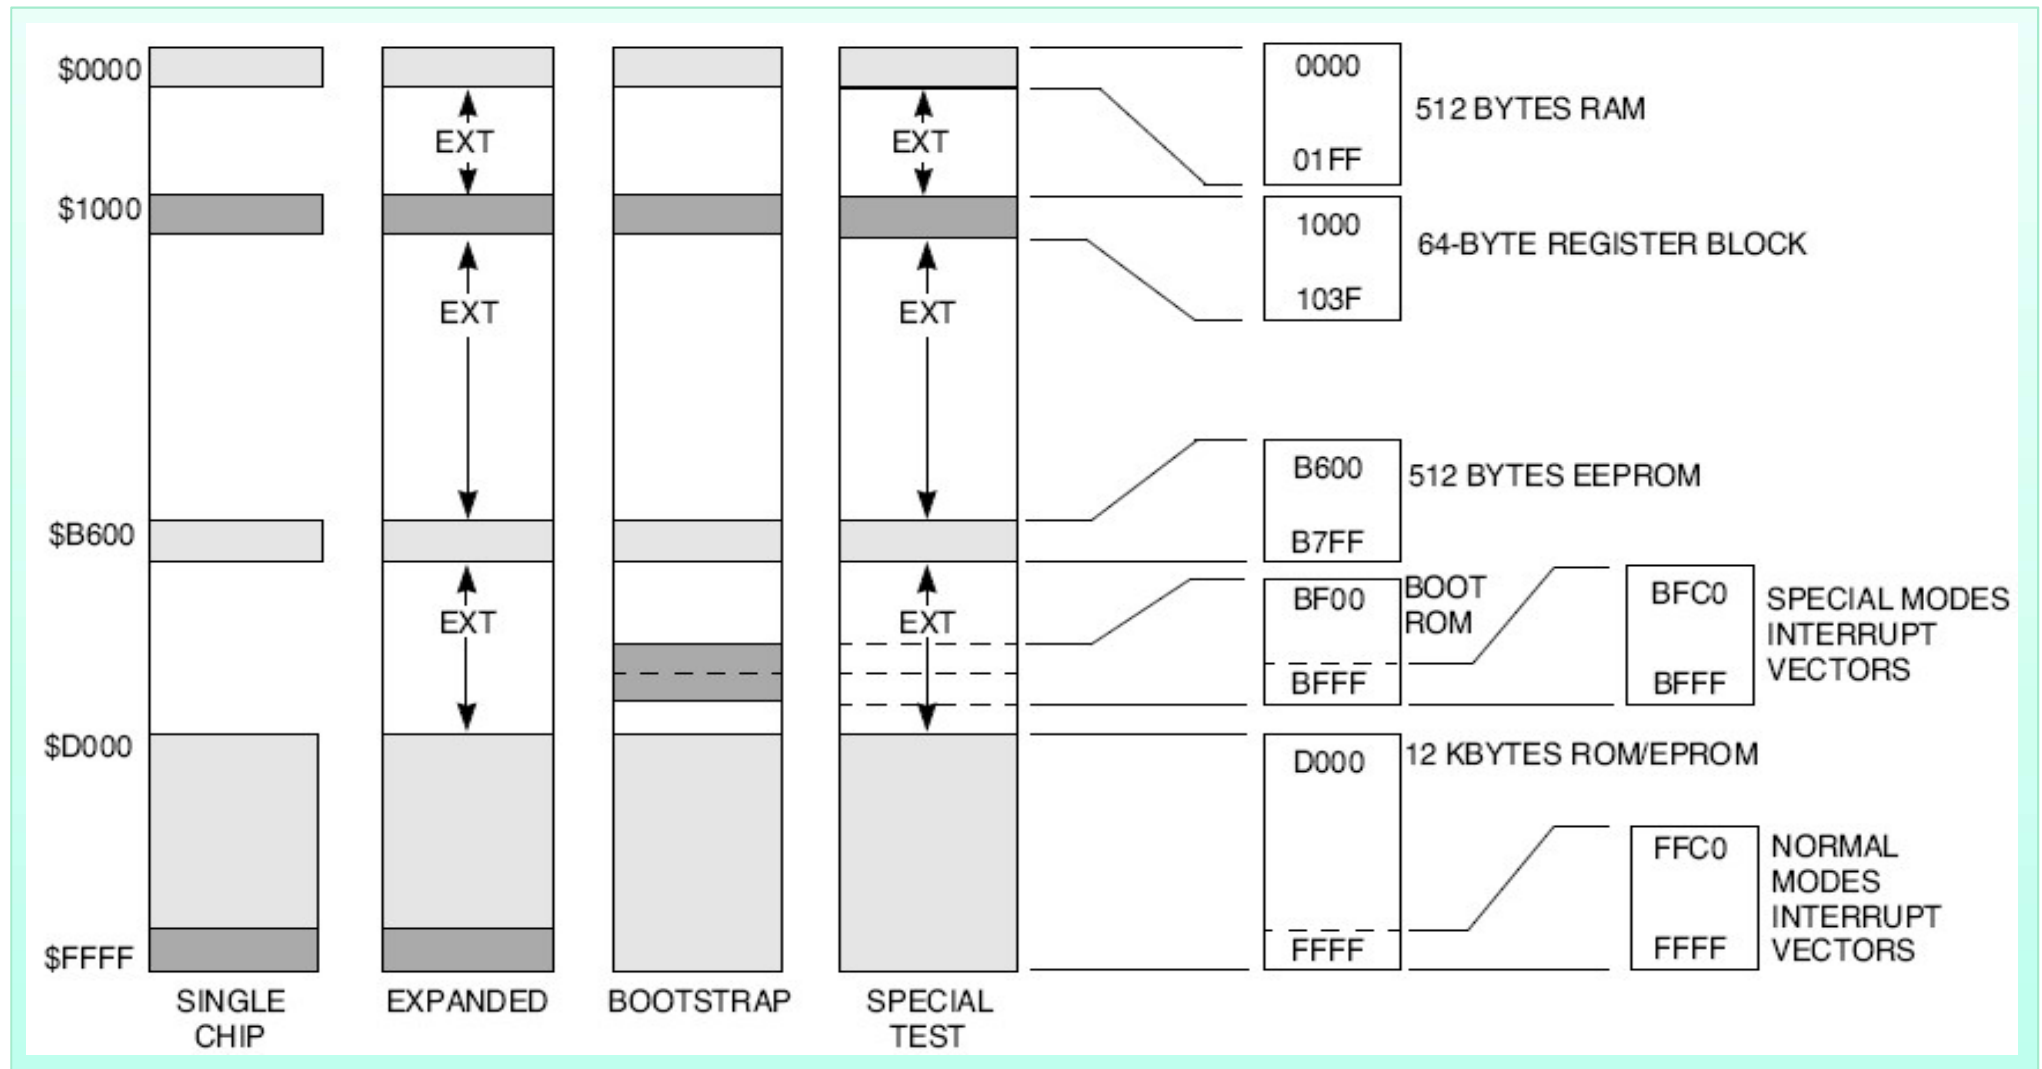 $0000
$1000
$B600
$D000
$FFFF
EXT
EXT
EXT
EXT
EXT
EXT
SINGLE
CHIP
EXPANDED
BOOTSTRAP
SPECIAL
TEST
0000
01FF
512 BYTES RAM
1000
103F
64-BYTE REGISTER BLOCK
B600
B7FF
512 BYTES EEPROM
BF00
BFFF
BOOT
ROM
BFC0
BFFF
SPECIAL MODES
INTERRUPT
VECTORS
D000
FFFF
12 KBYTES ROM/EPROM
FFC0
FFFF
NORMAL
MODES
INTERRUPT
VECTORS